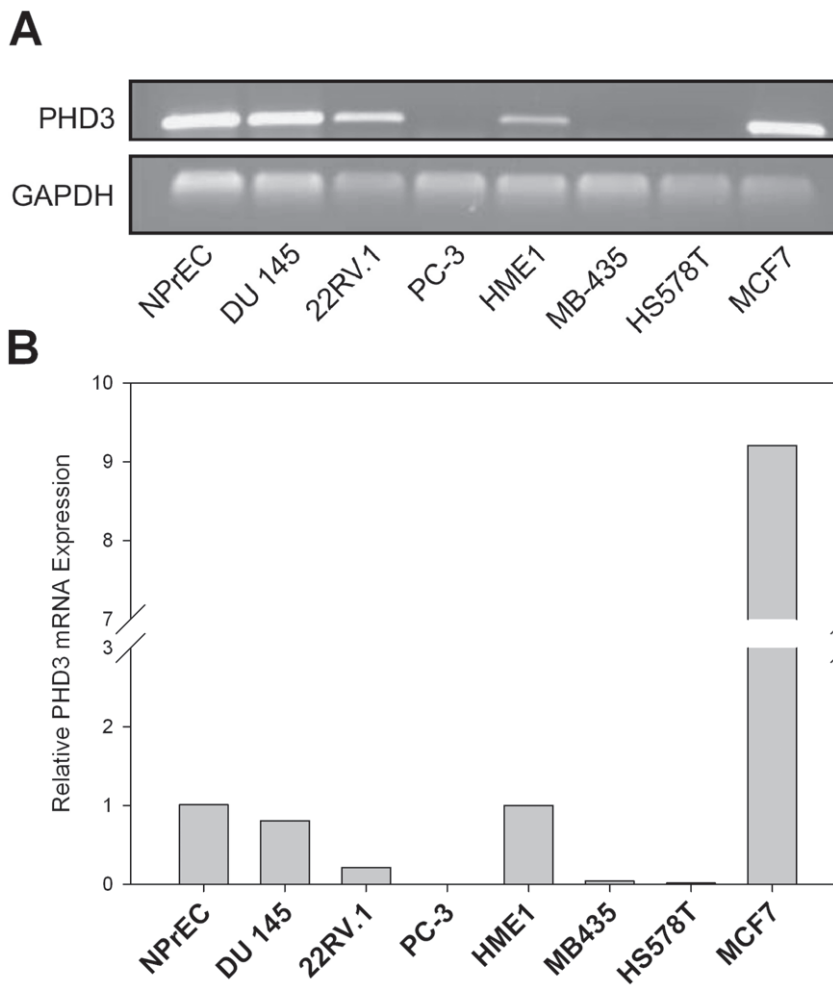 A
PHD3
GAPDH
NPrEC DU 145 22RV.1 PC-3 HME1 MB-435 HS578T MCF7
B
Relative PHD3 mRNA Expression
10
9
8
7
3
2
1
0
NPrEC DU 145 22RV.1 PC-3 HME1 MB435 HS578T MCF7